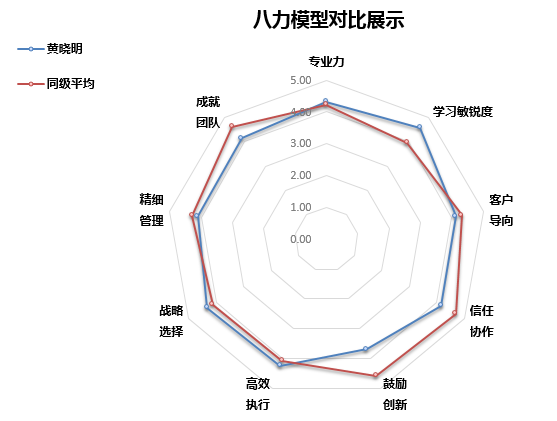 八力模型对比展示
黄晓明
同级平均
专业力
学习敏锐度
客户
导向
信任
协作
鼓励
创新
高效
执行
战略
选择
精细
管理
成就
团队
5.00
4.00
3.00
2.00
1.00
0.00